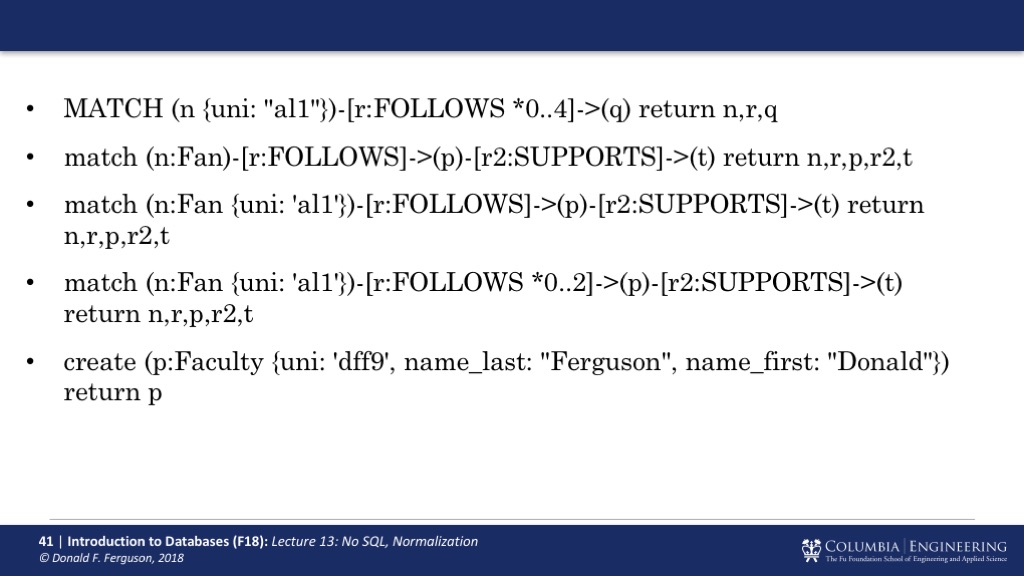 • MATCH (n {uni: "al1"})-[r:FOLLOWS *0..4]->(q) return n,r,q
• match (n:Fan)-[r:FOLLOWS]->(p)-[r2:SUPPORTS]->(t) return n,r,p,r2,t
• match (n:Fan {uni: 'al1'})-[r:FOLLOWS]->(p)-[r2:SUPPORTS]->(t) return
n,r,p,r2,t
• match (n:Fan {uni: 'al1'})-[r:FOLLOWS *0..2]->(p)-[r2:SUPPORTS]->(t)
return n,r,p,r2,t
• create (p:Faculty {uni: 'dff9', name_last: "Ferguson", name_first: "Donald"})
return p
41 | Introduction to Databases (F18): Lecture 13: No SQL, Normalization
© Donald F. Ferguson, 2018
COLUMBIA | ENGINEERING
The Fu Foundation School of Engineering and Applied Science